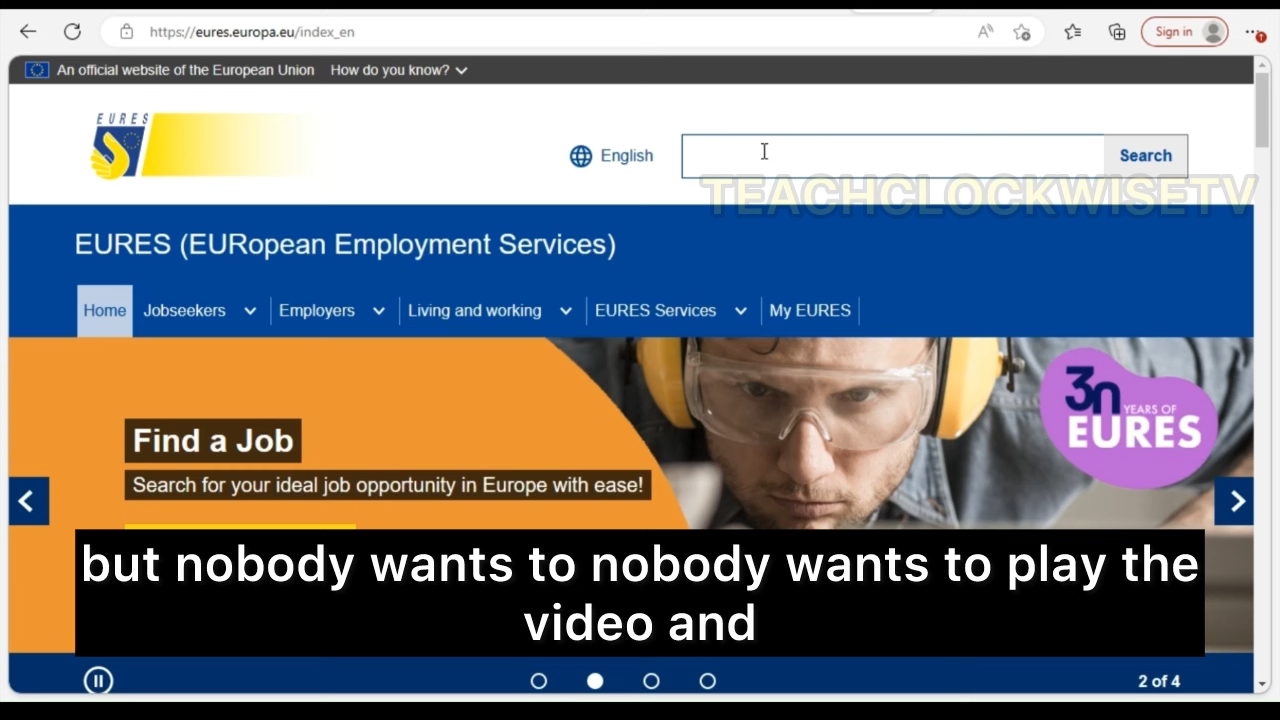 https://eures.europa.eu/index_en
Sign in
An official website of the European Union
How do you know?
EURES
English
Search
TEACHCLOCKWISETV
EURES (EURopean Employment Services)
Home
Jobseekers
Employers
Living and working
EURES Services
My EURES
30 YEARS OF
EURES
Find a Job
Search for your ideal job opportunity in Europe with ease!
but nobody wants to nobody wants to play the
video and
2 of 4